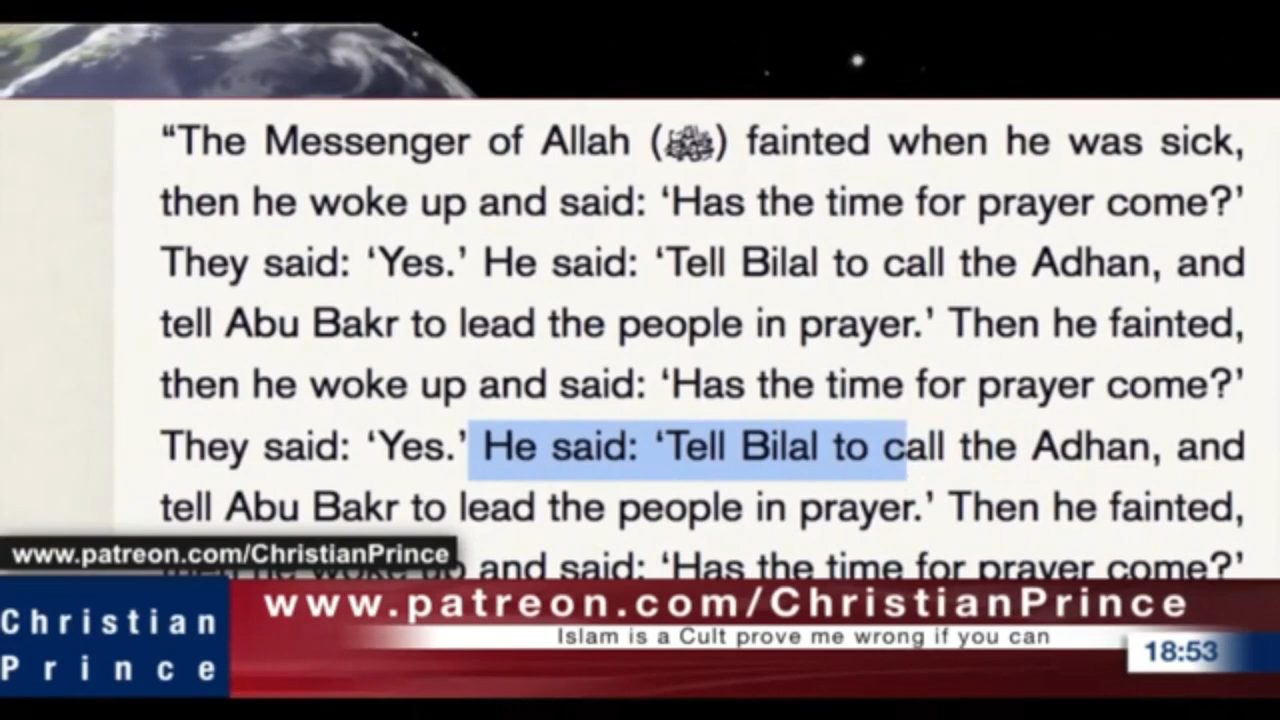 “The Messenger of Allah (ﷺ) fainted when he was sick,
then he woke up and said: ‘Has the time for prayer come?’
They said: ‘Yes.’ He said: ‘Tell Bilal to call the Adhan, and
tell Abu Bakr to lead the people in prayer.’ Then he fainted,
then he woke up and said: ‘Has the time for prayer come?’
They said: ‘Yes.’ He said: ‘Tell Bilal to call the Adhan, and
tell Abu Bakr to lead the people in prayer.’ Then he fainted,
www.patreon.com/ChristianPrince
then he woke up and said: ‘Has the time for prayer come?’
www.patreon.com/ChristianPrince
Christian
Prince
Islam is a Cult prove me wrong if you can
18:53